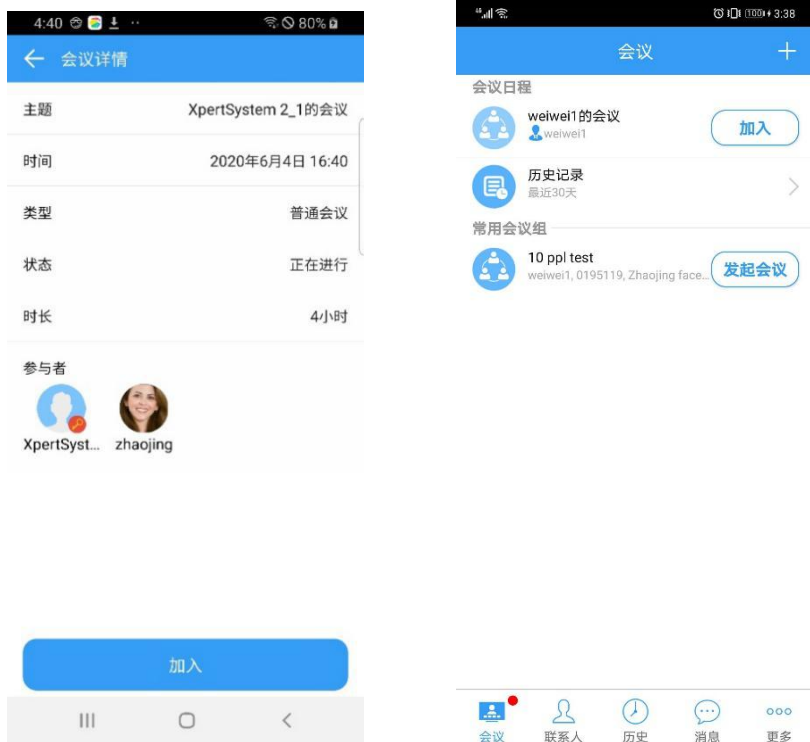 4:40
80%
会议详情
主题 XpertSystem 2_1的会议
时间 2020年6月4日 16:40
类型 普通会议
状态 正在进行
时长 4小时
参与者
XpertSyst... zhaojing
加入
100 3:38
会议
会议日程
weiwei1的会议
weiwei1
加入
历史记录
最近30天
常用会议组
10 ppl test
weiwei1, 0195119, Zhaojing face...
发起会议
会议 联系人 历史 消息 更多